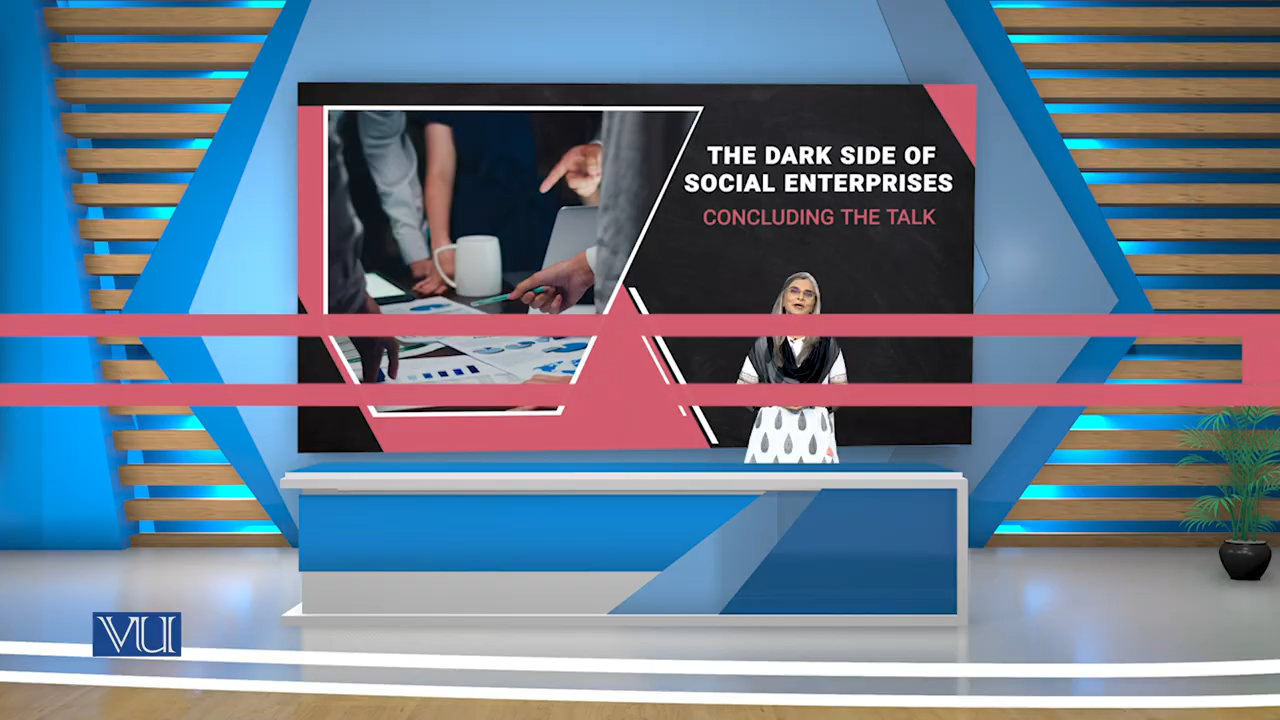 THE DARK SIDE OF
SOCIAL ENTERPRISES
CONCLUDING THE TALK
VU